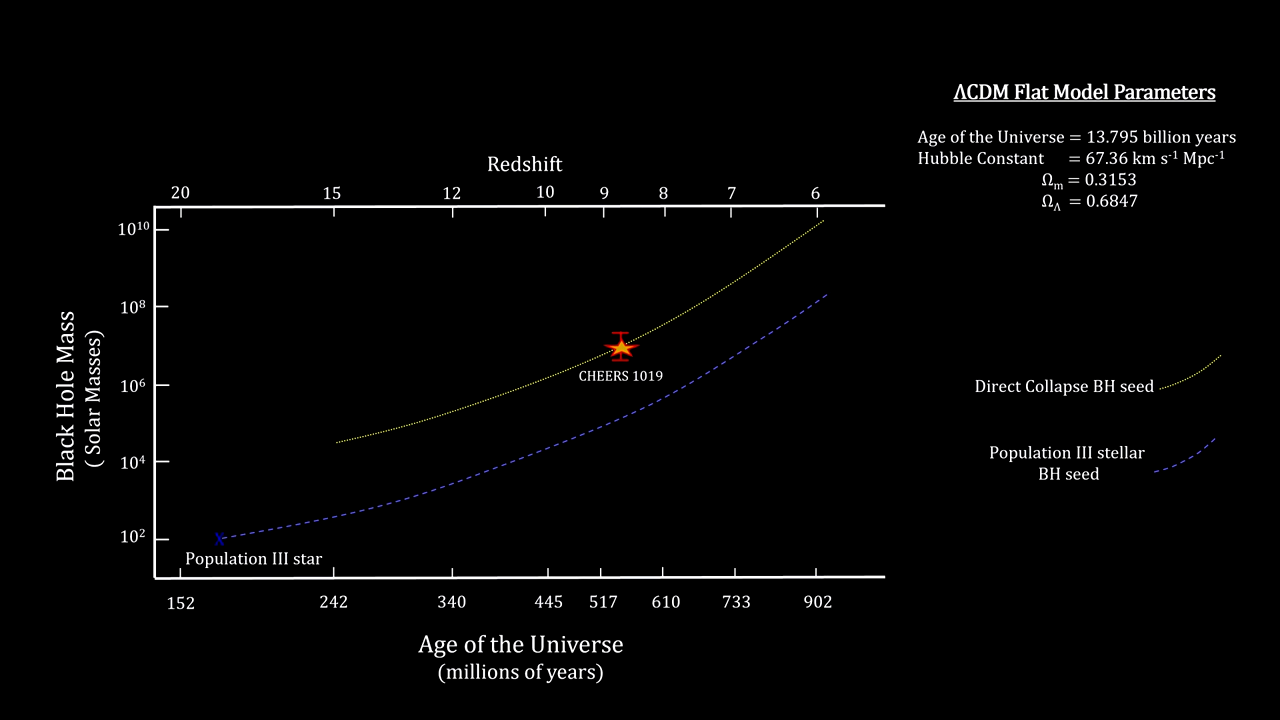 ΛCDM Flat Model Parameters
Age of the Universe = 13.795 billion years
Hubble Constant = 67.36 km s⁻¹ Mpc⁻¹
Ωm = 0.3153
ΩΛ = 0.6847
Redshift
20 15 12 10 9 8 7 6
Black Hole Mass
( Solar Masses)
10¹⁰
10⁸
10⁶
10⁴
10²
CHEERS 1019
Population III star
152 242 340 445 517 610 733 902
Age of the Universe
(millions of years)
Direct Collapse BH seed
Population III stellar
BH seed